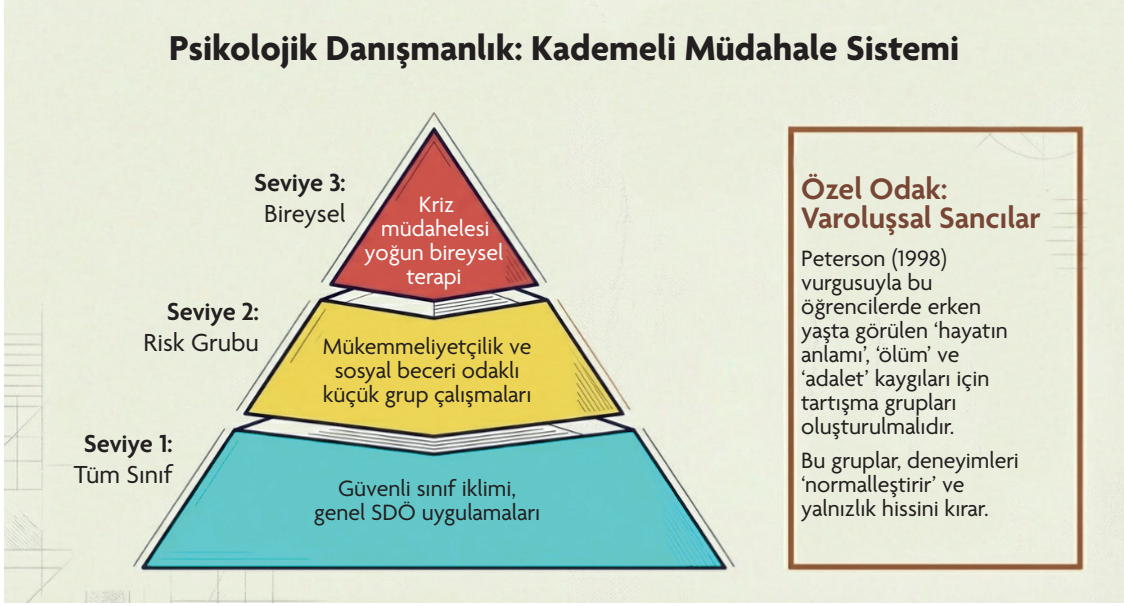 Psikolojik Danışmanlık: Kademeli Müdahale Sistemi
Seviye 3:
Bireysel
Kriz
müdahelesi
yoğun bireysel
terapi
Seviye 2:
Risk Grubu
Mükemmeliyetçilik ve
sosyal beceri odaklı
küçük grup çalışmaları
Seviye 1:
Tüm Sınıf
Güvenli sınıf iklimi,
genel SDÖ uygulamaları
Özel Odak:
Varoluşsal Sancılar
Peterson (1998)
vurgusuyla bu
öğrencilerde erken
yaşta görülen ‘hayatın
anlamı’, ‘ölüm’ ve
‘adalet’ kaygıları için
tartışma grupları
oluşturulmalıdır.
Bu gruplar, deneyimleri
‘normalleştirir’ ve
yalnızlık hissini kırar.